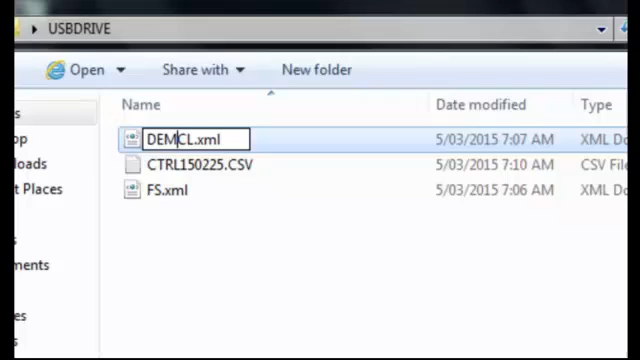 USBDRIVE
Open Share with New folder
Name Date modified Type
DEMCL.xml 5/03/2015 7:07 AM XML Do
CTRL150225.CSV 5/03/2015 7:10 AM CSV File
FS.xml 5/03/2015 7:06 AM XML Do
s
op
loads
t Places
s
ments
es
s